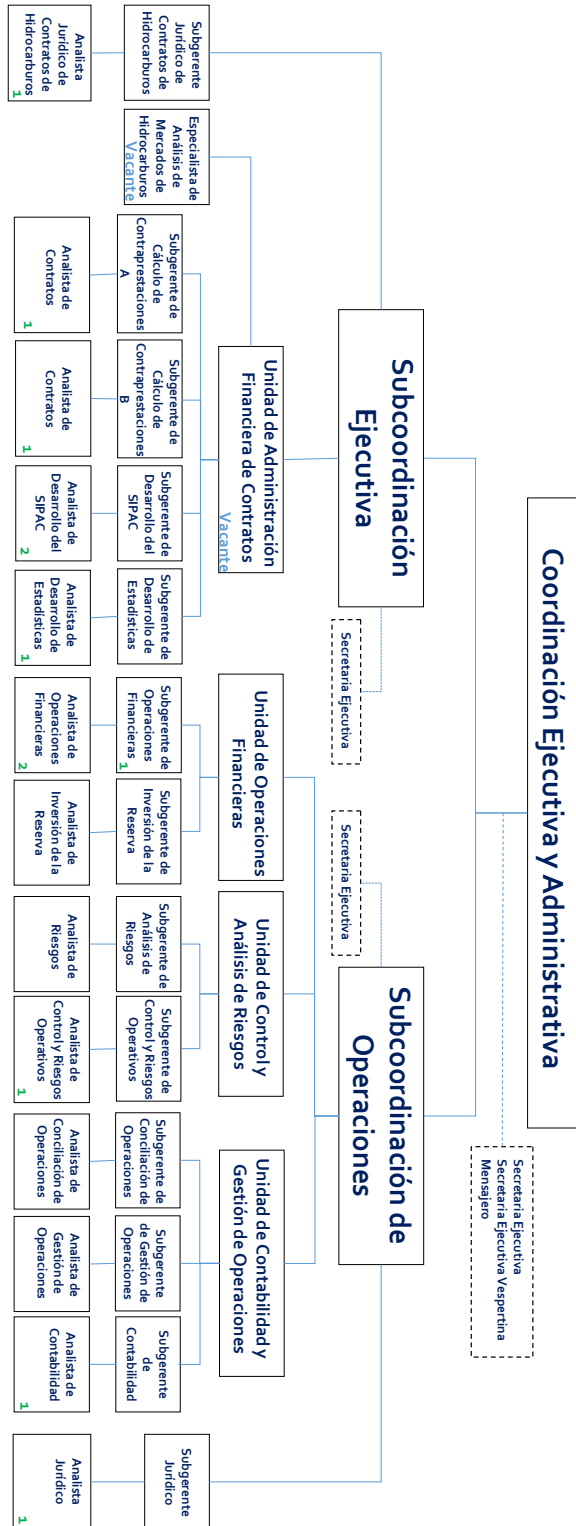 Coordinación Ejecutiva y Administrativa
Secretaria Ejecutiva
Secretaria Ejecutiva Vespertina
Mensajero
Subcoordinación
Ejecutiva
Secretaria Ejecutiva
Secretaria Ejecutiva
Subcoordinación de
Operaciones
Unidad de Administración
Financiera de Contratos
Vacante
Unidad de Operaciones
Financieras
Unidad de Control y
Análisis de Riesgos
Unidad de Contabilidad y
Gestión de Operaciones
Subgerente
Jurídico de
Contratos de
Hidrocarburos
Especialista de
Análisis de
Mercados de
Hidrocarburos
Vacante
Subgerente de
Cálculo de
Contraprestaciones
A
Subgerente de
Cálculo de
Contraprestaciones
B
Subgerente de
Desarrollo del
SIPAC
Subgerente de
Desarrollo de
Estadísticas
Subgerente de
Operaciones
Financieras
1
Subgerente de
Inversión de la
Reserva
Subgerente de
Análisis de
Riesgos
Subgerente de
Control y Riesgos
Operativos
Subgerente de
Conciliación de
Operaciones
Subgerente
de Gestión de
Operaciones
Subgerente
de
Contabilidad
Subgerente
Jurídico
Analista
Jurídico de
Contratos de
Hidrocarburos
1
Analista de
Contratos
1
Analista de
Contratos
1
Analista de
Desarrollo del
SIPAC
2
Analista de
Desarrollo de
Estadísticas
1
Analista de
Operaciones
Financieras
2
Analista de
Inversión de la
Reserva
Analista de
Riesgos
Analista de
Control y Riesgos
Operativos
1
Analista de
Conciliación de
Operaciones
Analista de
Gestión de
Operaciones
Analista de
Contabilidad
1
Analista
Jurídico
1